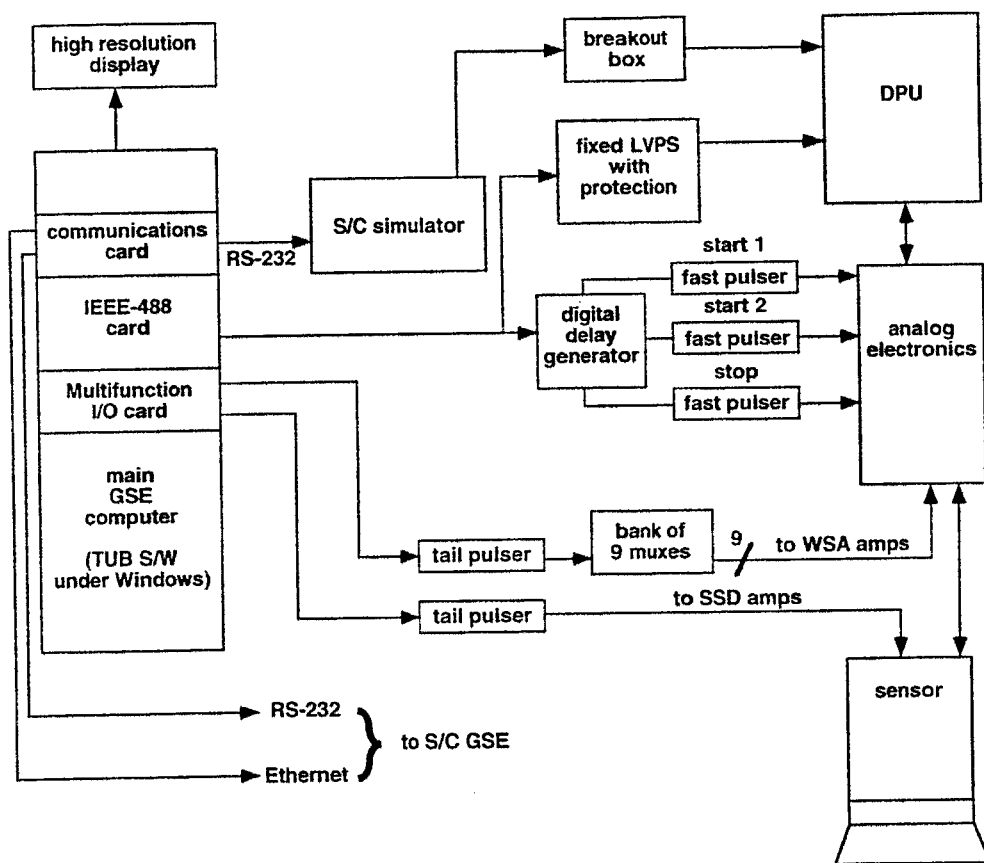 high resolution
display
breakout
box
DPU
fixed LVPS
with
protection
communications
card
RS-232
S/C simulator
IEEE-488
card
start 1
fast pulser
digital
delay
generator
start 2
fast pulser
stop
fast pulser
analog
electronics
Multifunction
I/O card
main
GSE
computer
(TUB S/W
under Windows)
tail pulser
bank of
9 muxes
9
to WSA amps
tail pulser
to SSD amps
sensor
RS-232
Ethernet
to S/C GSE